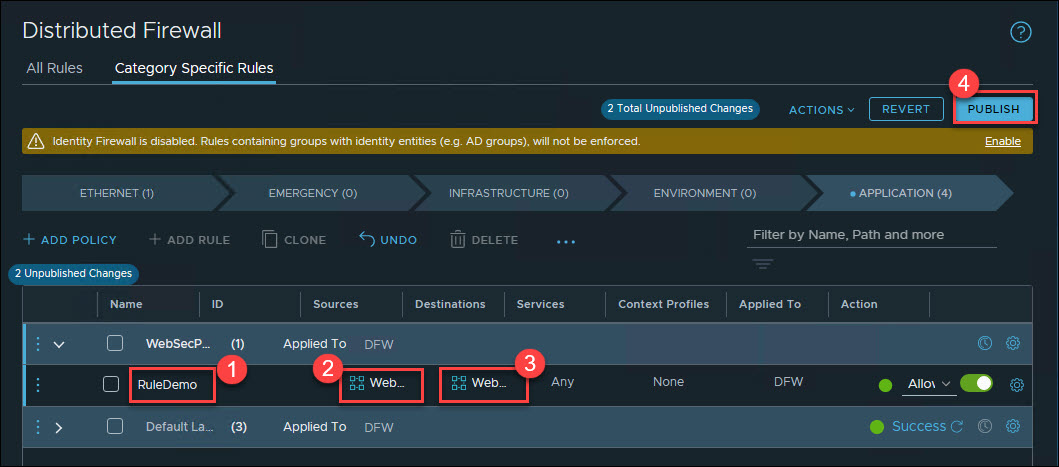 Distributed Firewall
?
All Rules Category Specific Rules
4
2 Total Unpublished Changes ACTIONS REVERT PUBLISH
Identity Firewall is disabled. Rules containing groups with identity entities (e.g. AD groups), will not be enforced. Enable
ETHERNET (1) EMERGENCY (0) INFRASTRUCTURE (0) ENVIRONMENT (0) APPLICATION (4)
+ ADD POLICY + ADD RULE CLONE UNDO DELETE ... Filter by Name, Path and more
2 Unpublished Changes
Name ID Sources Destinations Services Context Profiles Applied To Action
WebSecP... (1) Applied To DFW
1 2 3
RuleDemo Web... Web... Any None DFW Allow
Default La... (3) Applied To DFW Success